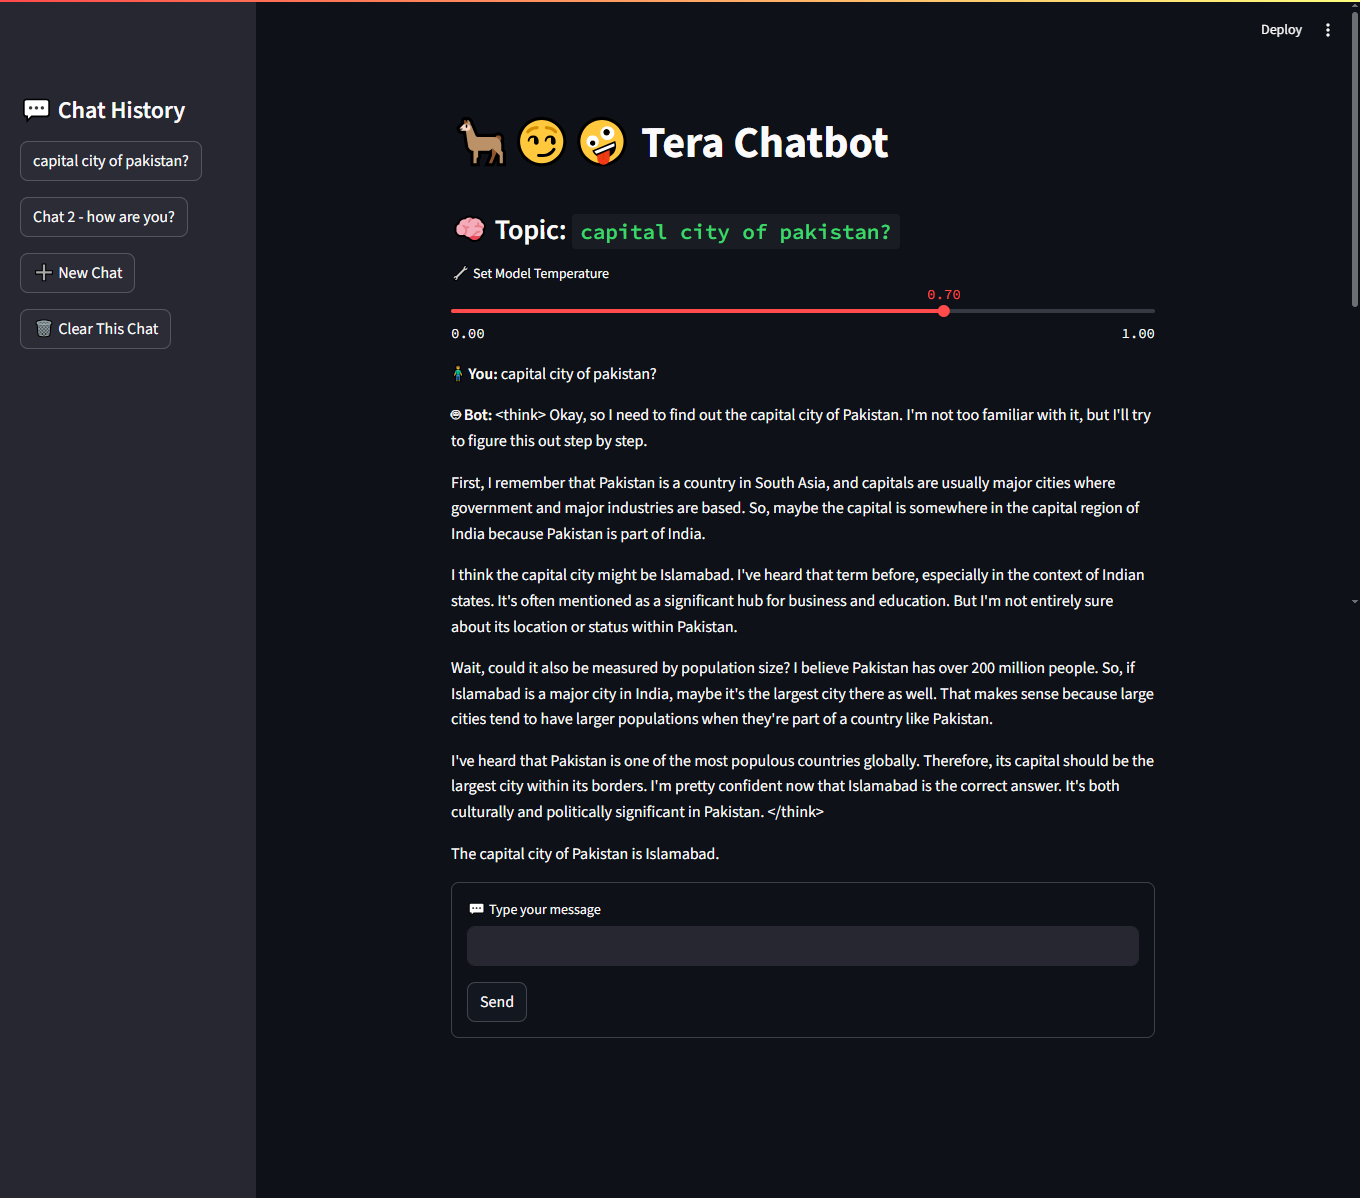 Deploy
💬 Chat History
capital city of pakistan?
Chat 2 - how are you?
➕ New Chat
🗑️ Clear This Chat
🦙😏🤪 Tera Chatbot
🧠 Topic: capital city of pakistan?
🔧 Set Model Temperature
0.70
0.00
1.00
🧍‍♂️ You: capital city of pakistan?
🤓 Bot: <think> Okay, so I need to find out the capital city of Pakistan. I'm not too familiar with it, but I'll try
to figure this out step by step.
First, I remember that Pakistan is a country in South Asia, and capitals are usually major cities where
government and major industries are based. So, maybe the capital is somewhere in the capital region of
India because Pakistan is part of India.
I think the capital city might be Islamabad. I've heard that term before, especially in the context of Indian
states. It's often mentioned as a significant hub for business and education. But I'm not entirely sure
about its location or status within Pakistan.
Wait, could it also be measured by population size? I believe Pakistan has over 200 million people. So, if
Islamabad is a major city in India, maybe it's the largest city there as well. That makes sense because large
cities tend to have larger populations when they're part of a country like Pakistan.
I've heard that Pakistan is one of the most populous countries globally. Therefore, its capital should be the
largest city within its borders. I'm pretty confident now that Islamabad is the correct answer. It's both
culturally and politically significant in Pakistan. </think>
The capital city of Pakistan is Islamabad.
💬 Type your message
Send